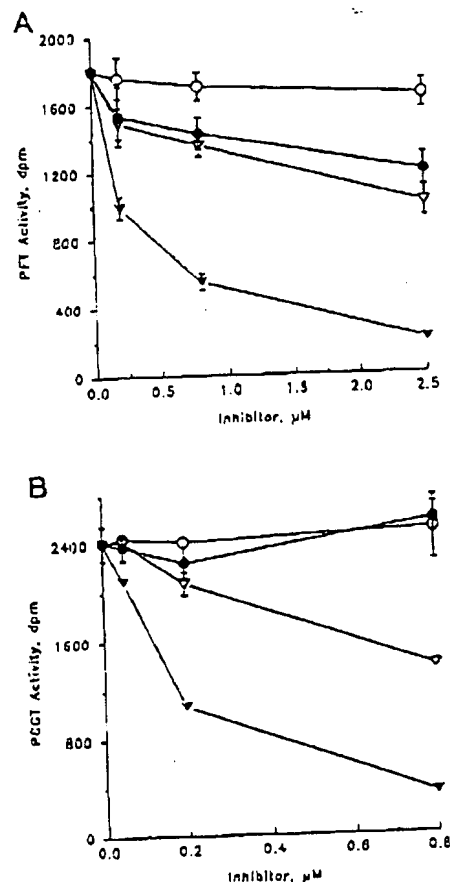 A
2000
1600
1200
800
400
0
PFT Activity, dpm
0.0 0.5 1.0 1.5 2.0 2.5
Inhibitor, µM
B
2400
1600
800
0
PGGT Activity, dpm
0.0 0.2 0.4 0.6 0.8
Inhibitor, µM